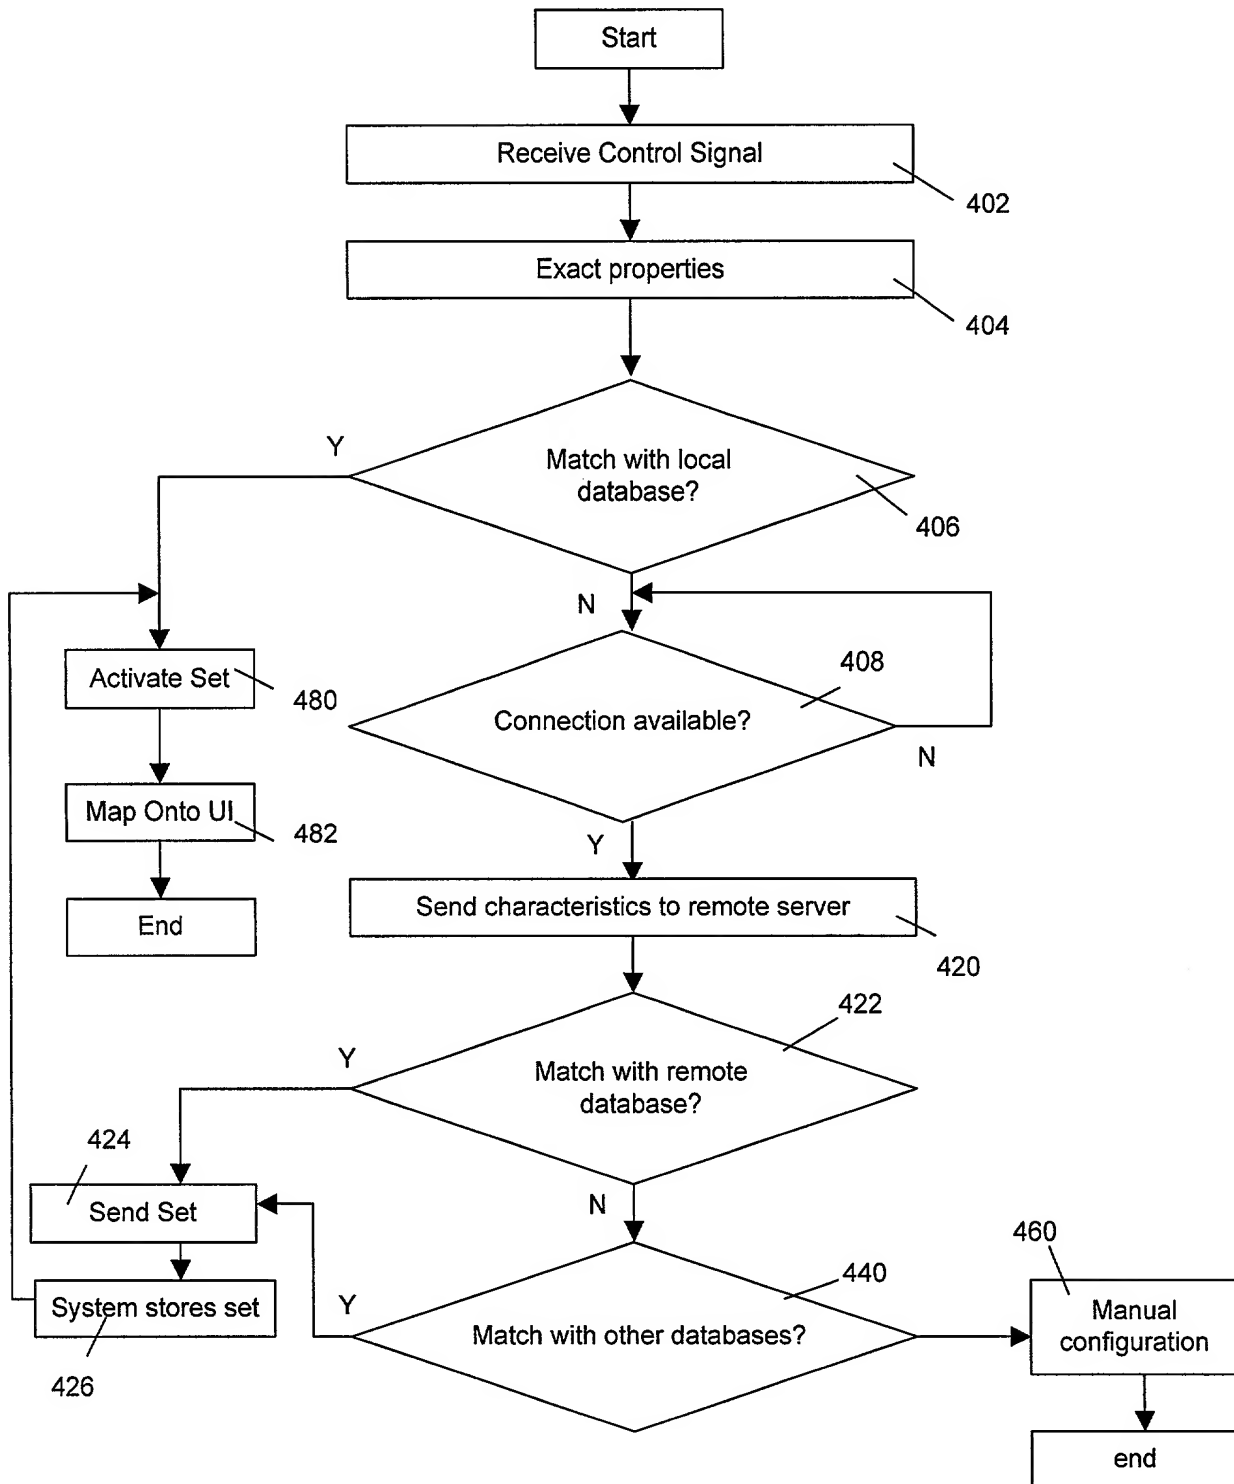 Start
Receive Control Signal
402
Exact properties
404
Y
Match with local
database?
406
N
Activate Set
480
408
Connection available?
N
Map Onto UI
482
Y
End
Send characteristics to remote server
420
422
Y
Match with remote
database?
424
Send Set
N
460
440
System stores set
Y
Match with other databases?
Manual
configuration
426
end